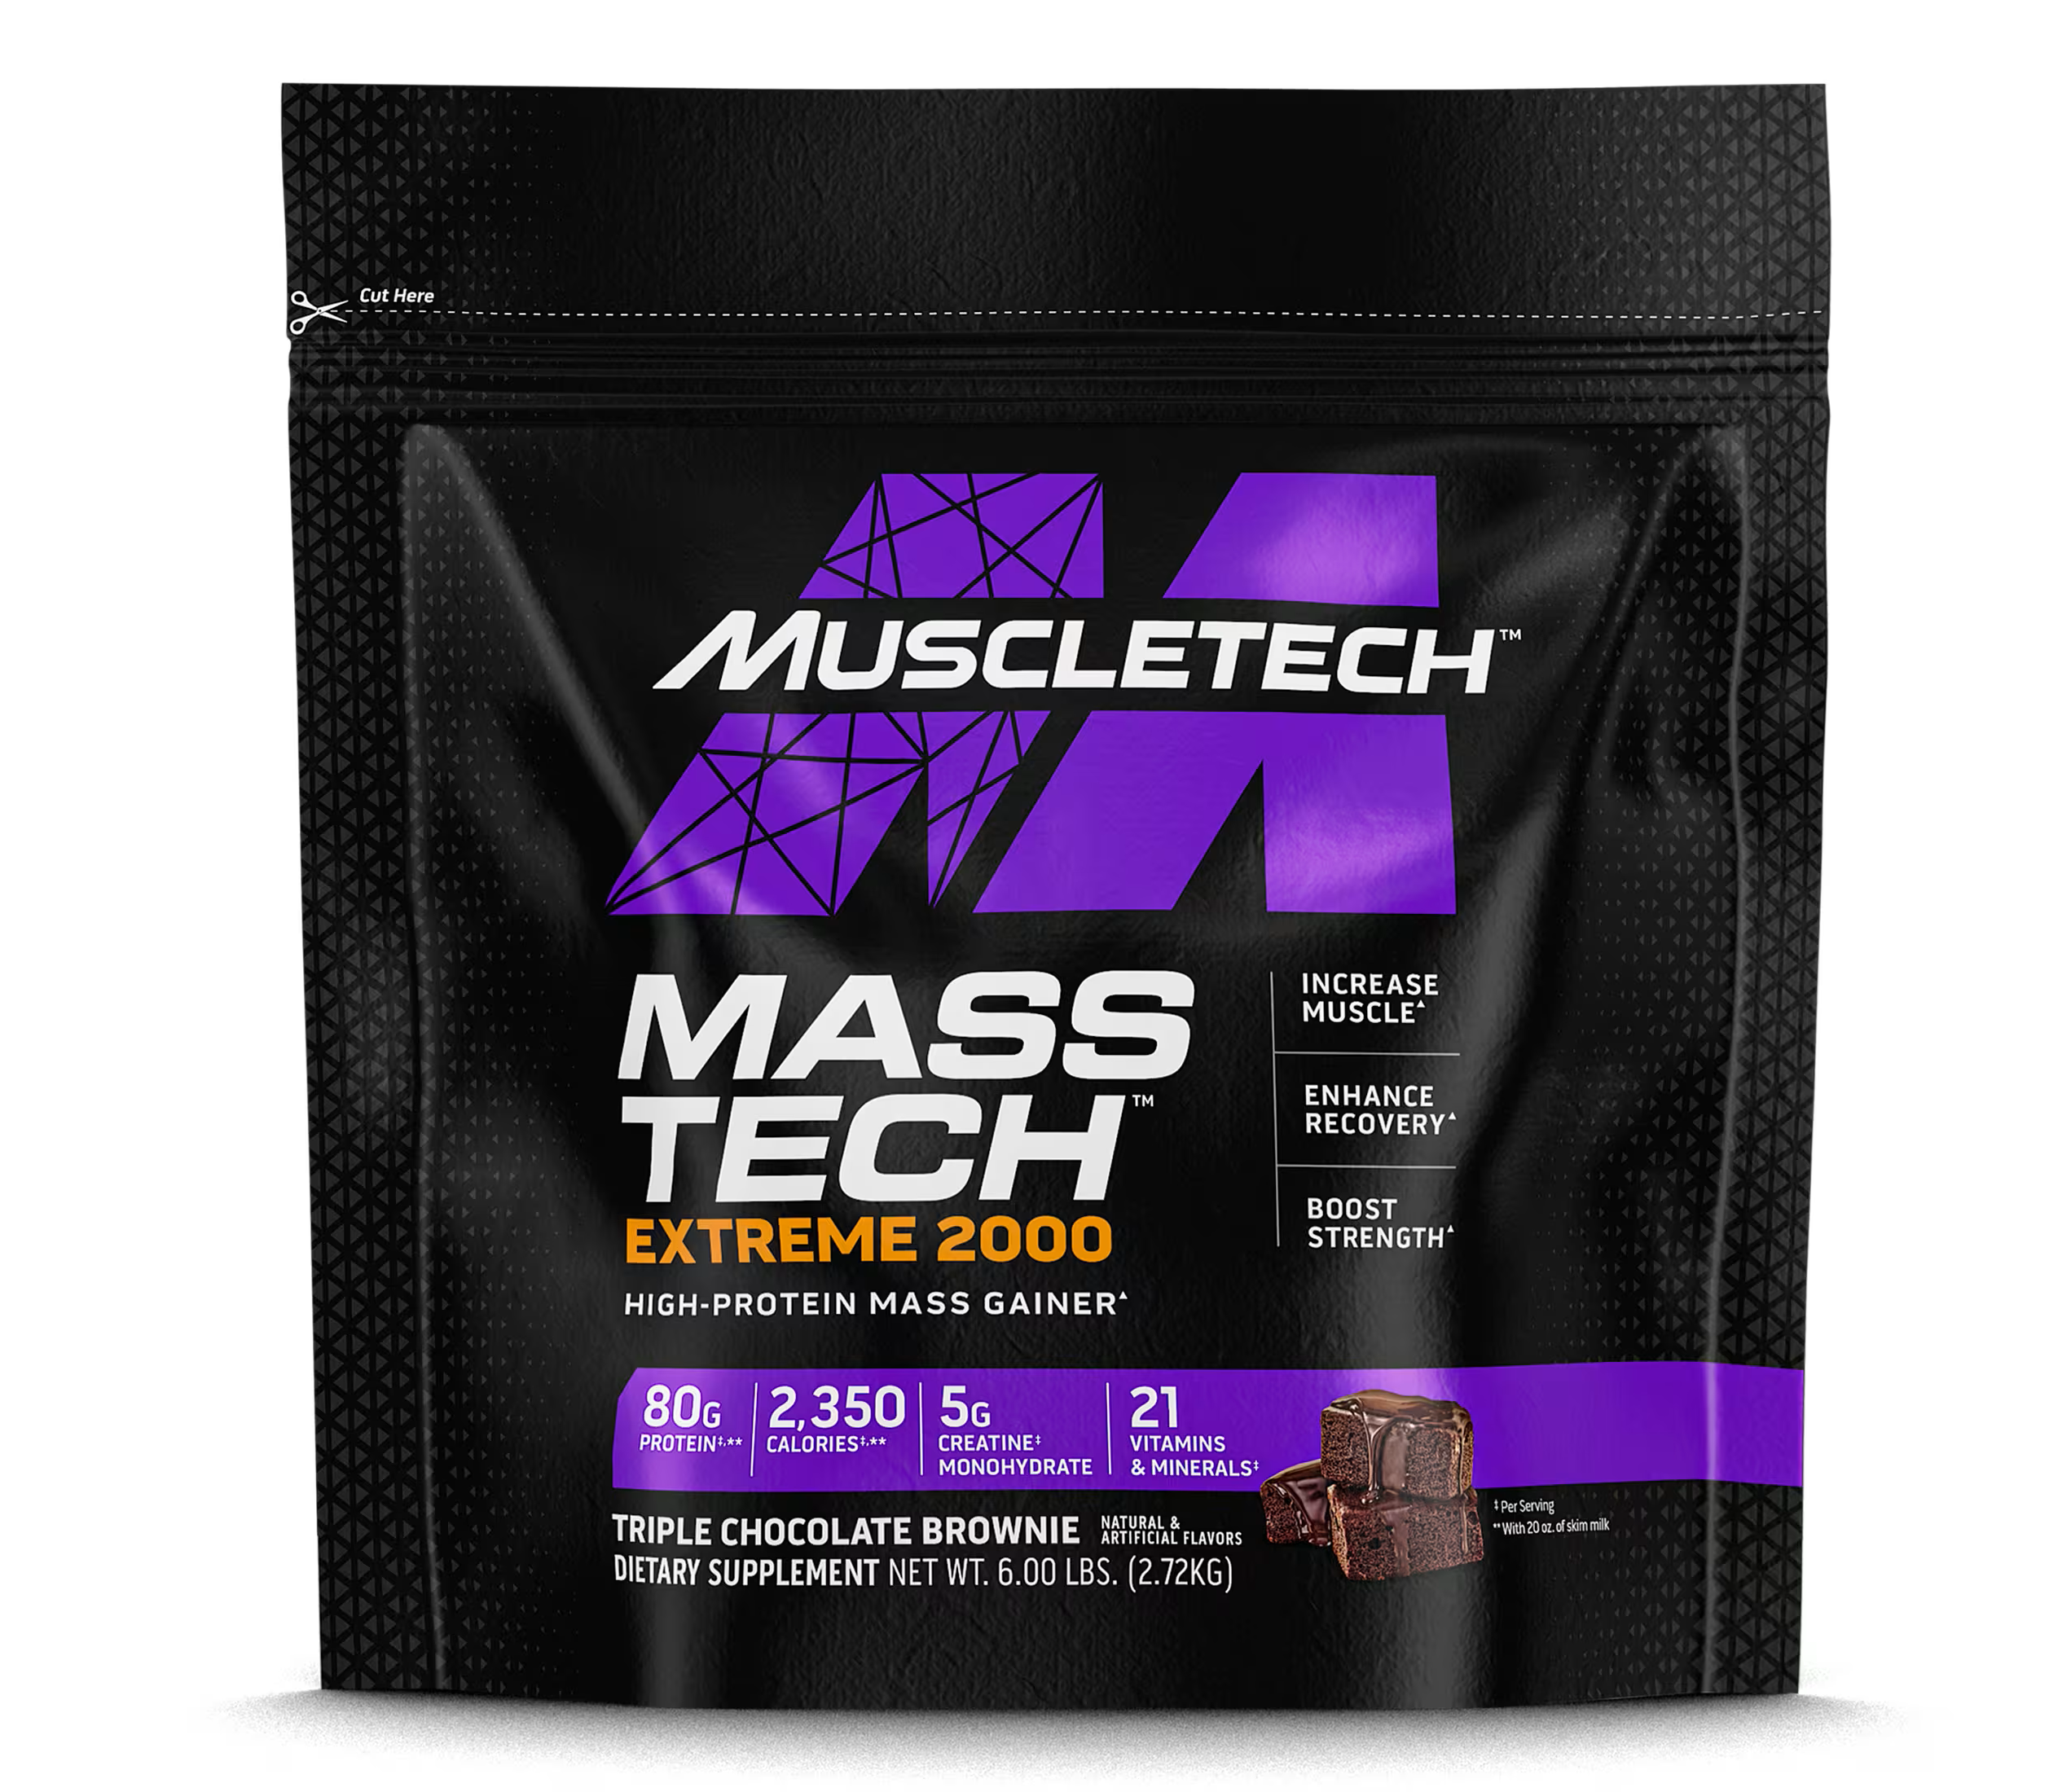 Cut Here
MUSCLETECH™
MASS
TECH™
EXTREME 2000
HIGH-PROTEIN MASS GAINER▲
INCREASE
MUSCLE▲
ENHANCE
RECOVERY▲
BOOST
STRENGTH▲
80G
PROTEIN‡,**
2,350
CALORIES‡,**
5G
CREATINE‡
MONOHYDRATE
21
VITAMINS
& MINERALS‡
TRIPLE CHOCOLATE BROWNIE
NATURAL &
ARTIFICIAL FLAVORS
DIETARY SUPPLEMENT NET WT. 6.00 LBS. (2.72KG)
‡ Per Serving
**With 20 oz. of skim milk